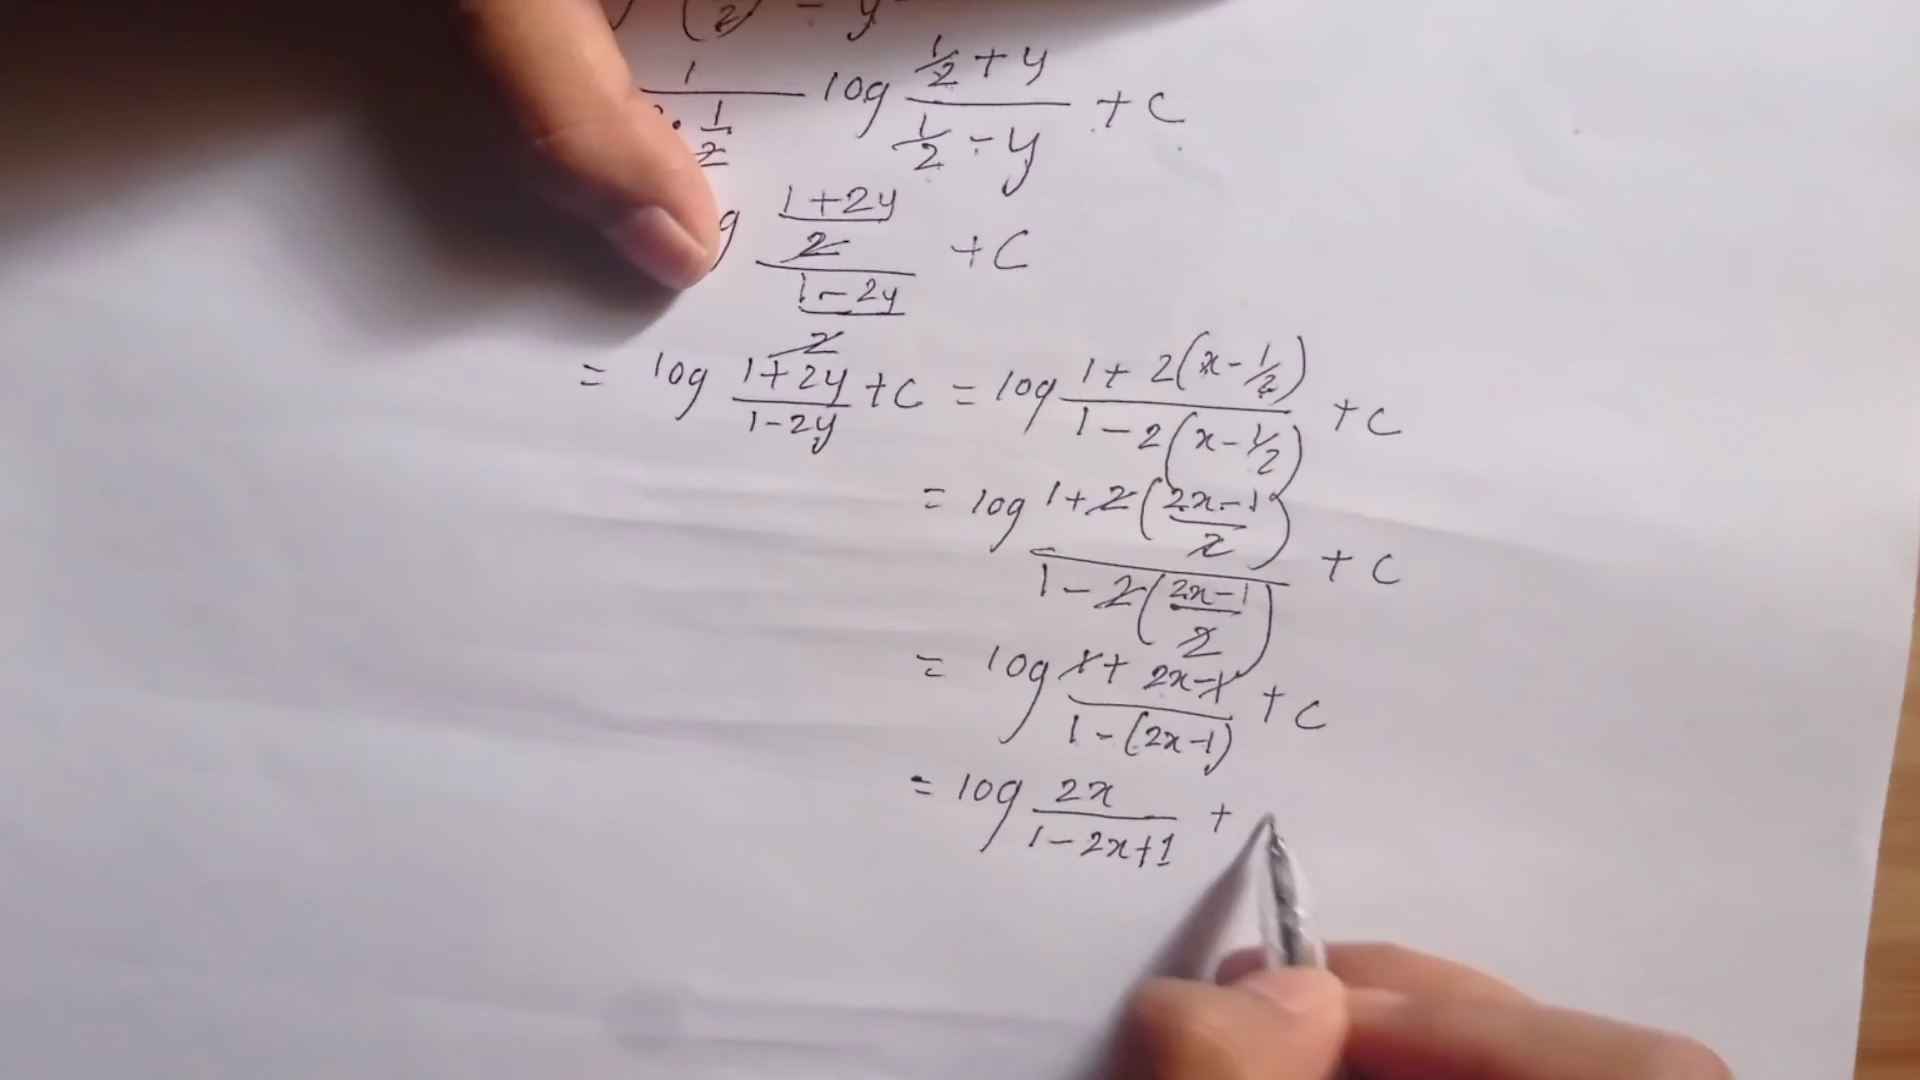 (1/2) - y
1/(· 1/2) log (1/2 + y)/(1/2 - y) + C
g ((1+2y)/2)/((1-2y)/2) + C
= log (1+2y)/(1-2y) + C = log (1+2(x-1/2))/(1-2(x-1/2)) + C
= log (1+2((2x-1)/2))/(1-2((2x-1)/2)) + C
= log (1+2x-1)/(1-(2x-1)) + C
= log 2x/(1-2x+1) +